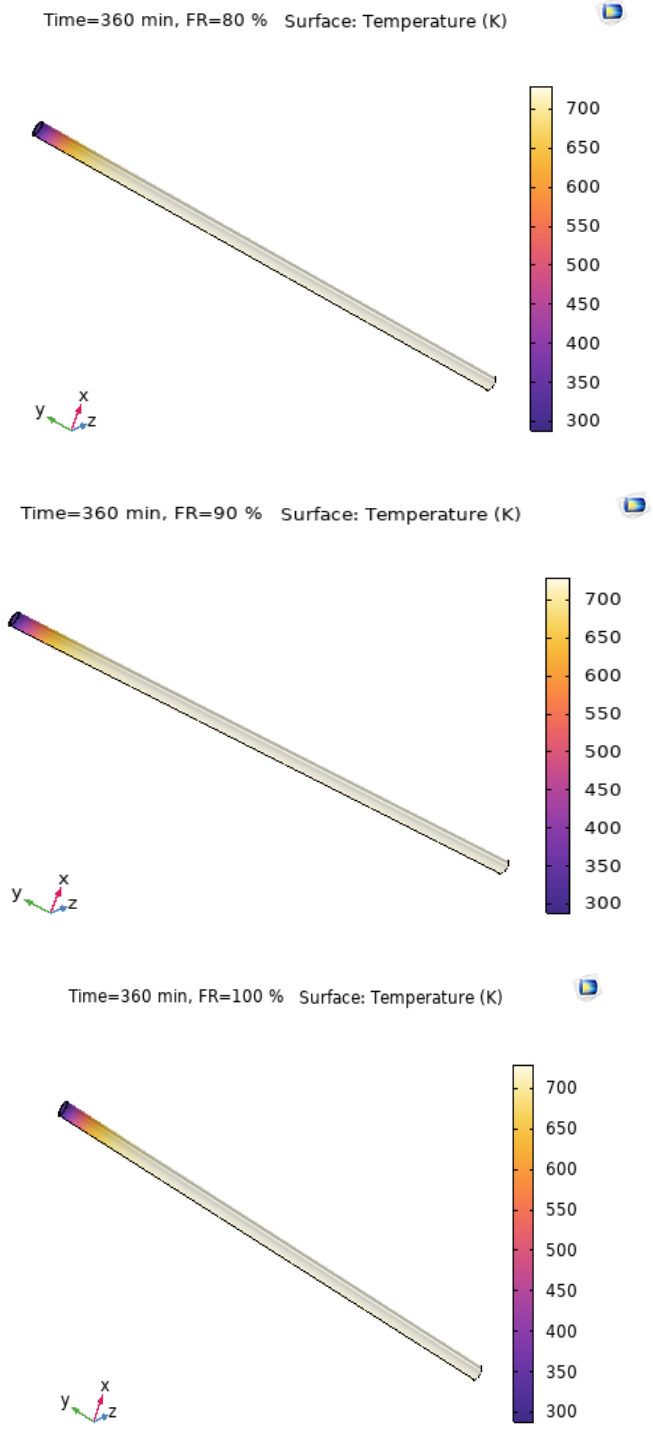 Time=360 min, FR=80 % Surface: Temperature (K)
700
650
600
550
500
450
400
350
300
x
y
z
Time=360 min, FR=90 % Surface: Temperature (K)
700
650
600
550
500
450
400
350
300
x
y
z
Time=360 min, FR=100 % Surface: Temperature (K)
700
650
600
550
500
450
400
350
300
x
y
z